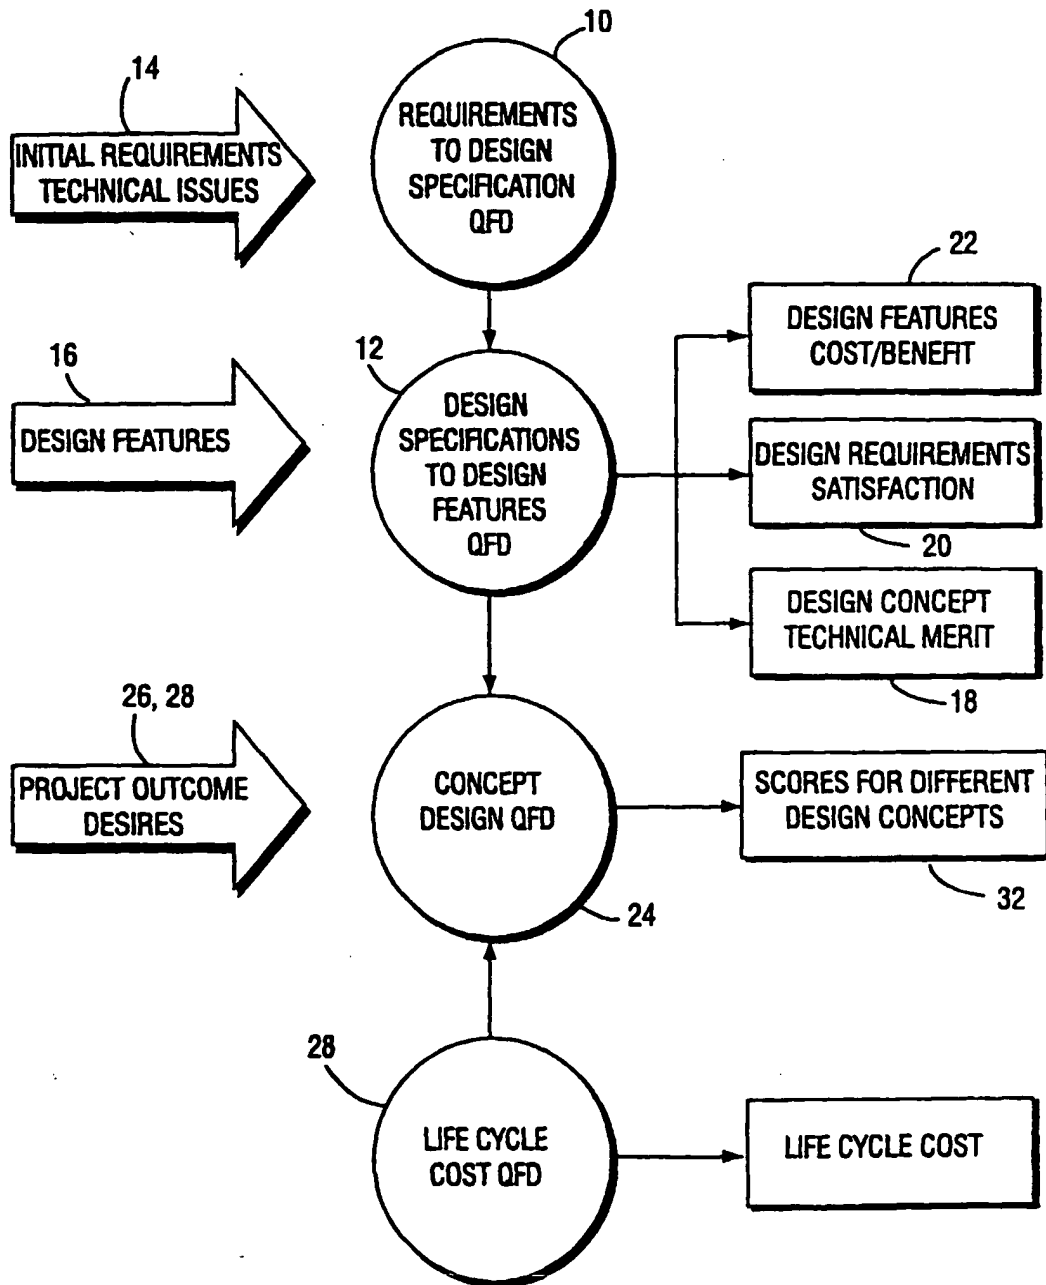 10
14
REQUIREMENTS
TO DESIGN
SPECIFICATION
QFD
INITIAL REQUIREMENTS
TECHNICAL ISSUES
22
DESIGN FEATURES
COST/BENEFIT
16
12
DESIGN FEATURES
DESIGN
SPECIFICATIONS
TO DESIGN
FEATURES
QFD
DESIGN REQUIREMENTS
SATISFACTION
20
DESIGN CONCEPT
TECHNICAL MERIT
18
26, 28
PROJECT OUTCOME
DESIRES
CONCEPT
DESIGN QFD
24
SCORES FOR DIFFERENT
DESIGN CONCEPTS
32
28
LIFE CYCLE
COST QFD
LIFE CYCLE COST